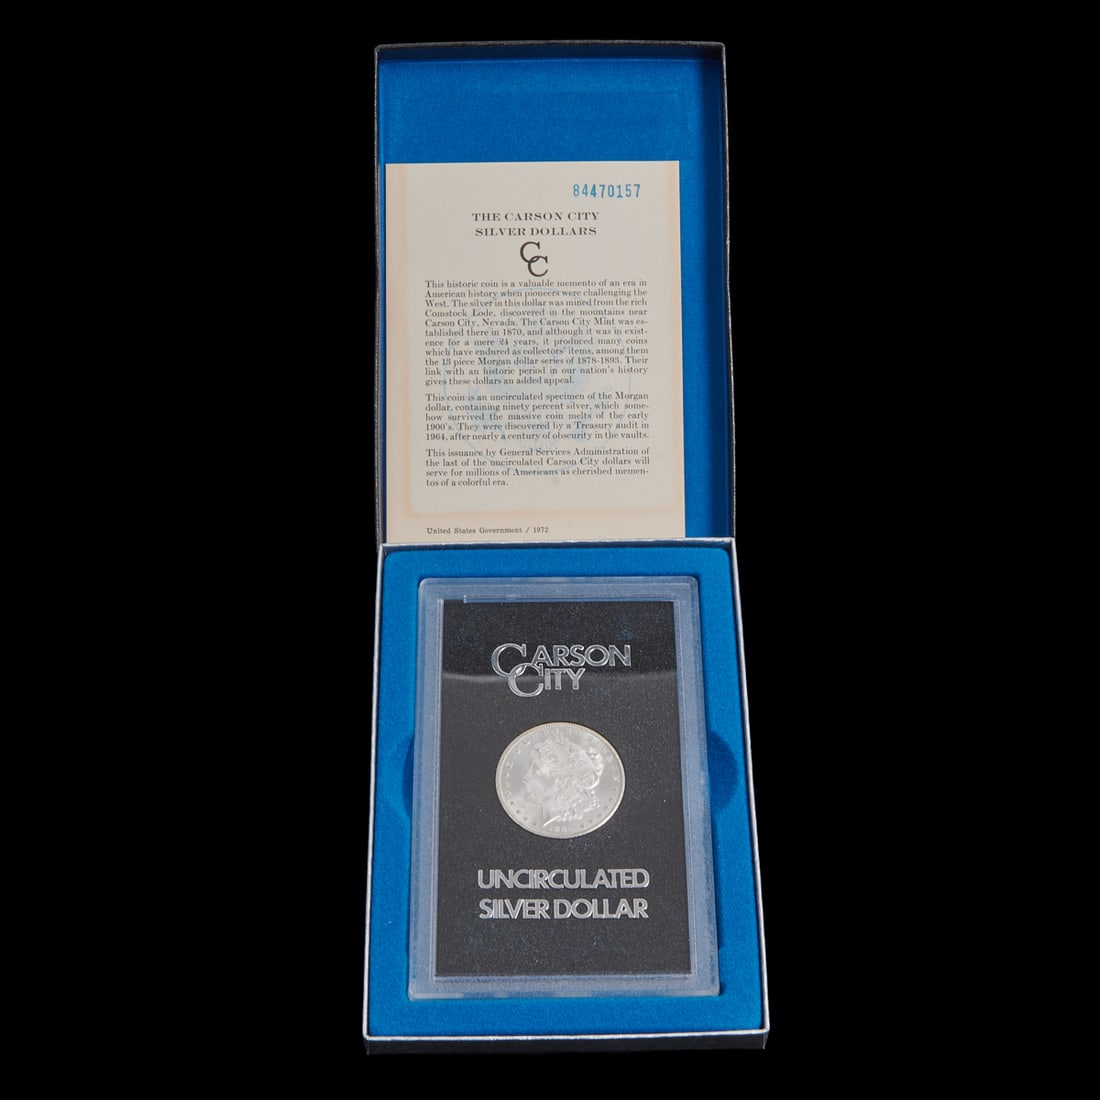 84470157
THE CARSON CITY
SILVER DOLLARS
CC
This historic coin is a valuable memento of an era in
American history when pioneers were challenging the
West. The silver in this dollar was mined from the rich
Comstock Lode, discovered in the mountains near
Carson City, Nevada. The Carson City Mint was es-
tablished there in 1870, and although it was in exist-
ence for a mere 24 years, it produced many coins
which have endured as collectors' items, among them
the 13 piece Morgan dollar series of 1878-1893. Their
link with an historic period in our nation's history
gives these dollars an added appeal.
This coin is an uncirculated specimen of the Morgan
dollar, containing ninety percent silver, which some-
how survived the massive coin melts of the early
1900's. They were discovered by a Treasury audit in
1964, after nearly a century of obscurity in the vaults.
This issuance by General Services Administration of
the last of the uncirculated Carson City dollars will
serve for millions of Americans as cherished memen-
tos of a colorful era.
United States Government / 1972
CARSON
CITY
UNCIRCULATED
SILVER DOLLAR